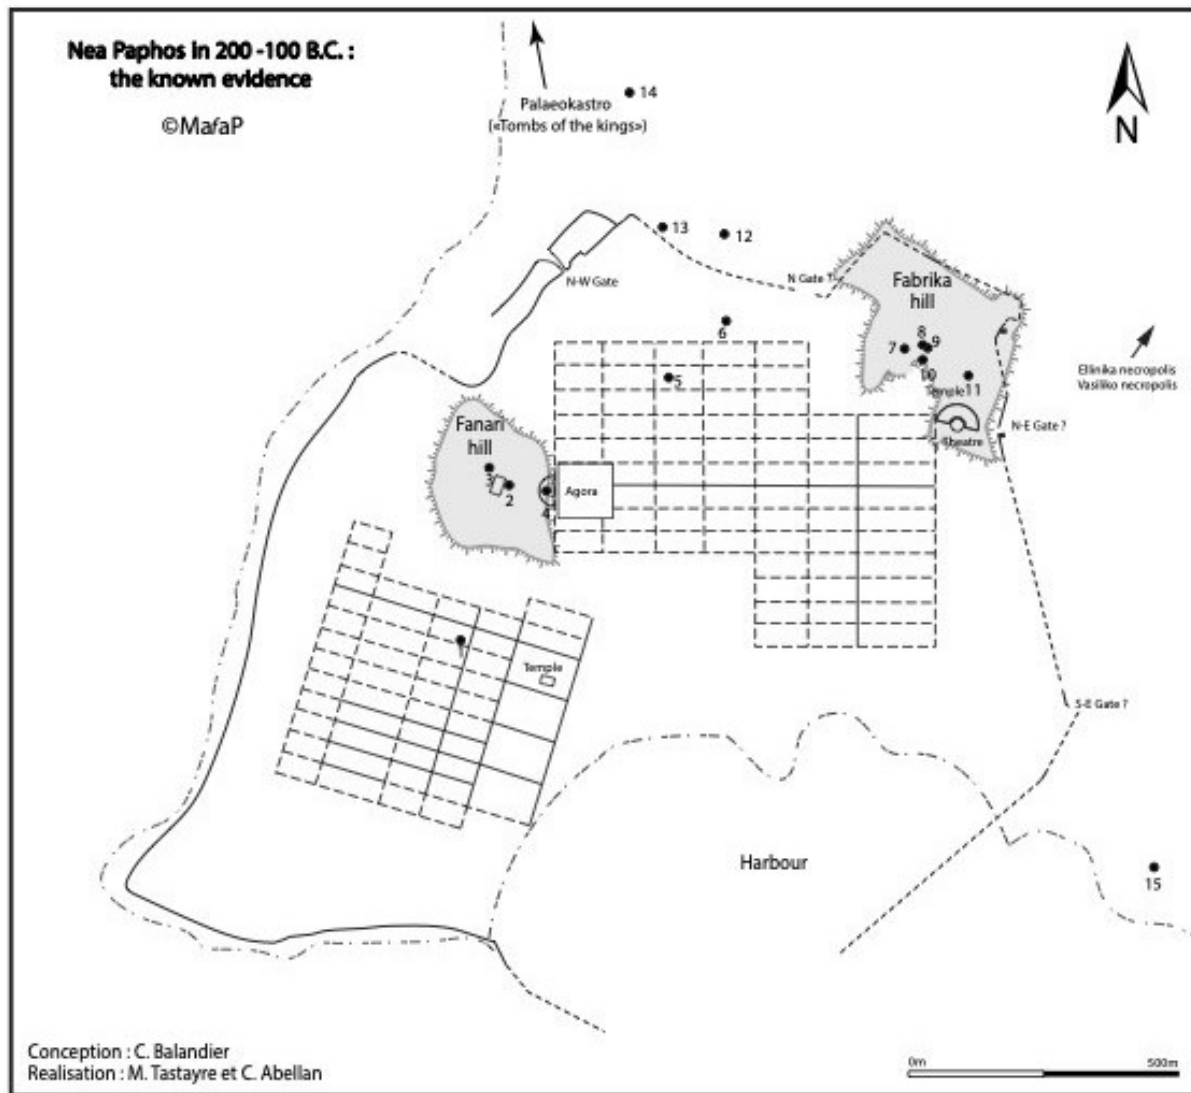 Nea Paphos in 200 -100 B.C. :
the known evidence
©MafaP
Palaeokastro
(«Tombs of the kings»)
14
N
13
12
N-W Gate
N Gate ?
Fabrika
hill
6
8
7
9
10
Ellinika necropolis
Vasiliko necropolis
5
Temple
11
Theatre
N-E Gate ?
Fanari
hill
3
2
4
Agora
Temple
S-E Gate ?
Harbour
15
Conception : C. Balandier
Realisation : M. Tastayre et C. Abellan
0m
500m